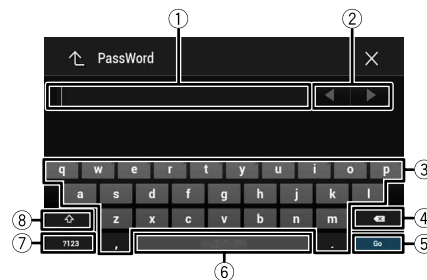 ① ②
PassWord
q w e r t y u i o p ③
a s d f g h j k l
⑧ z x c v b n m ④
⑦ ?123 , . Go ⑤
⑥